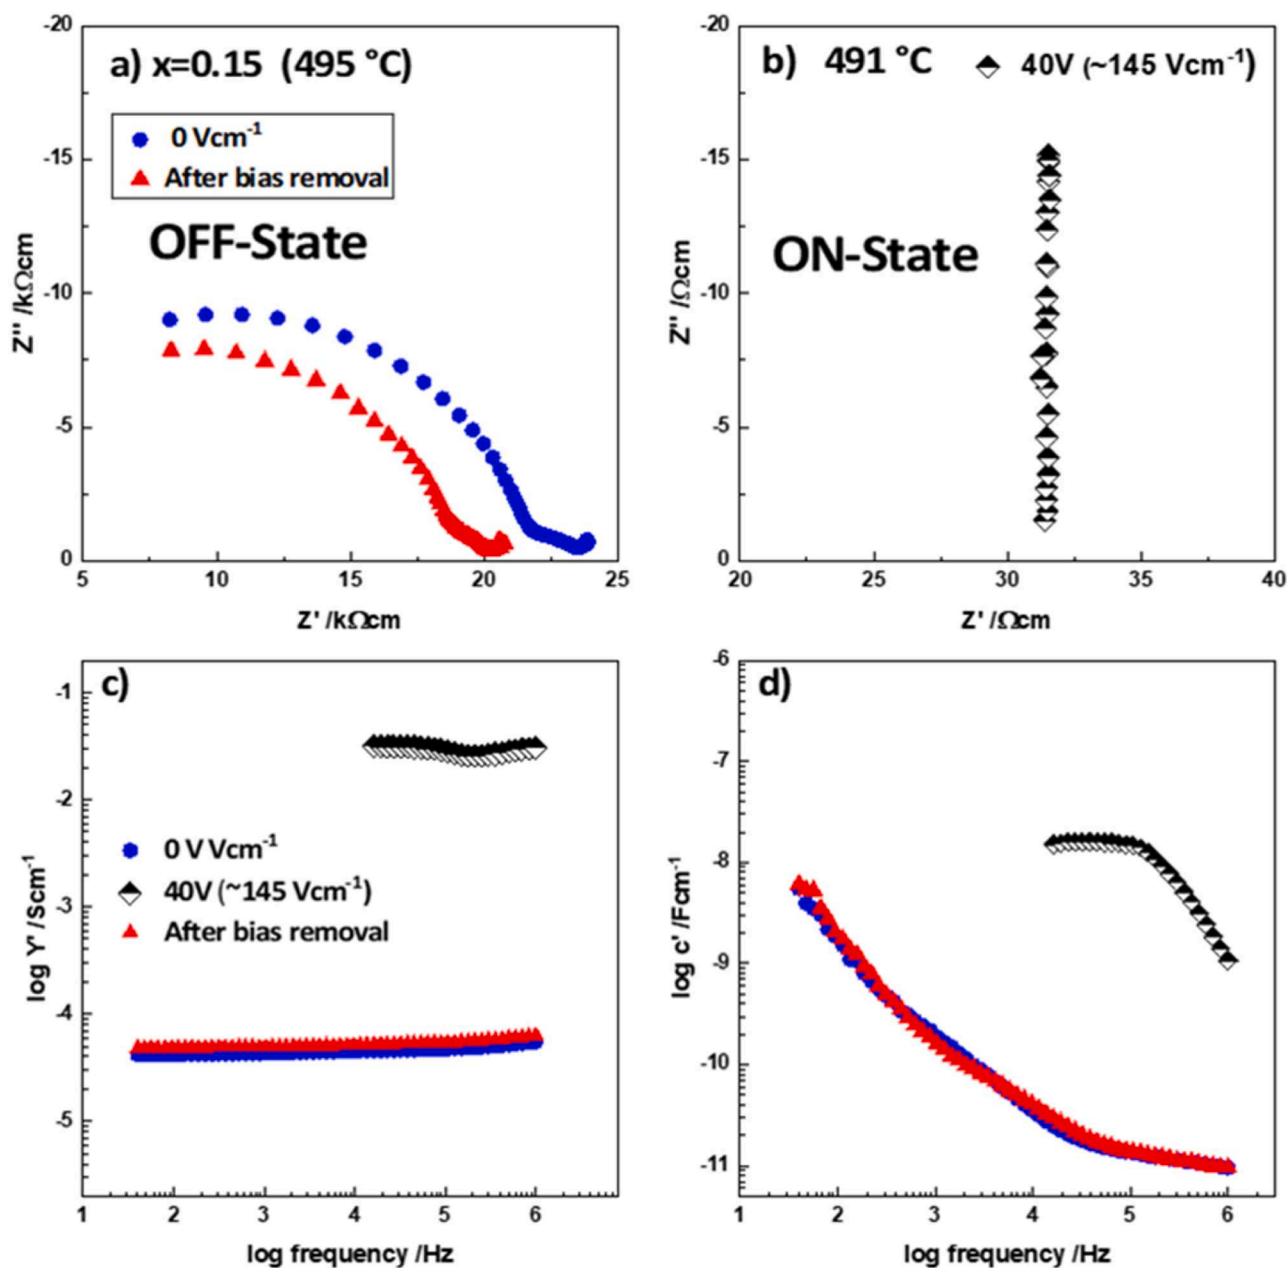 a) x=0.15 (495 °C)
0 Vcm⁻¹
After bias removal
OFF-State
Z'' /kΩcm
-20
-15
-10
-5
0
5
10
15
20
25
Z' /kΩcm
b) 491 °C
40V (~145 Vcm⁻¹)
ON-State
Z'' /Ωcm
-20
-15
-10
-5
0
20
25
30
35
40
Z' /Ωcm
c)
0 V Vcm⁻¹
40V (~145 Vcm⁻¹)
After bias removal
log Y' /Scm⁻¹
-1
-2
-3
-4
-5
1
2
3
4
5
6
log frequency /Hz
d)
log c' /Fcm⁻¹
-6
-7
-8
-9
-10
-11
1
2
3
4
5
6
log frequency /Hz